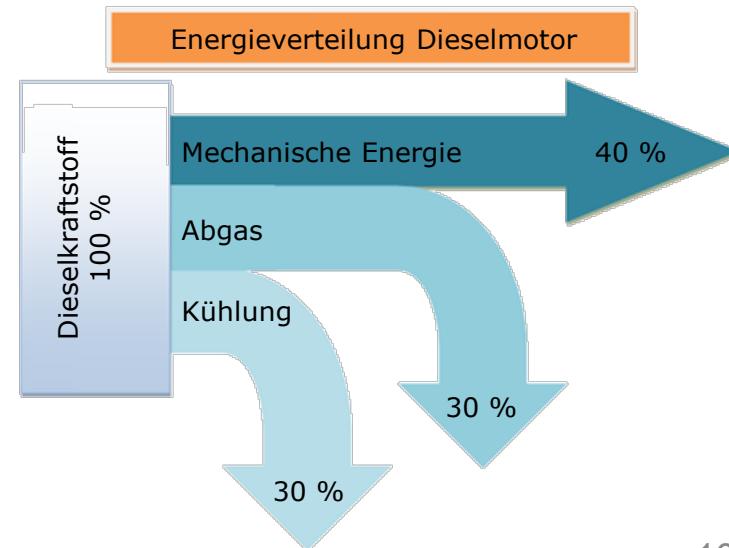 Energieverteilung Dieselmotor
Dieselkraftstoff
100 %
Mechanische Energie 40 %
Abgas
Kühlung
30 %
30 %